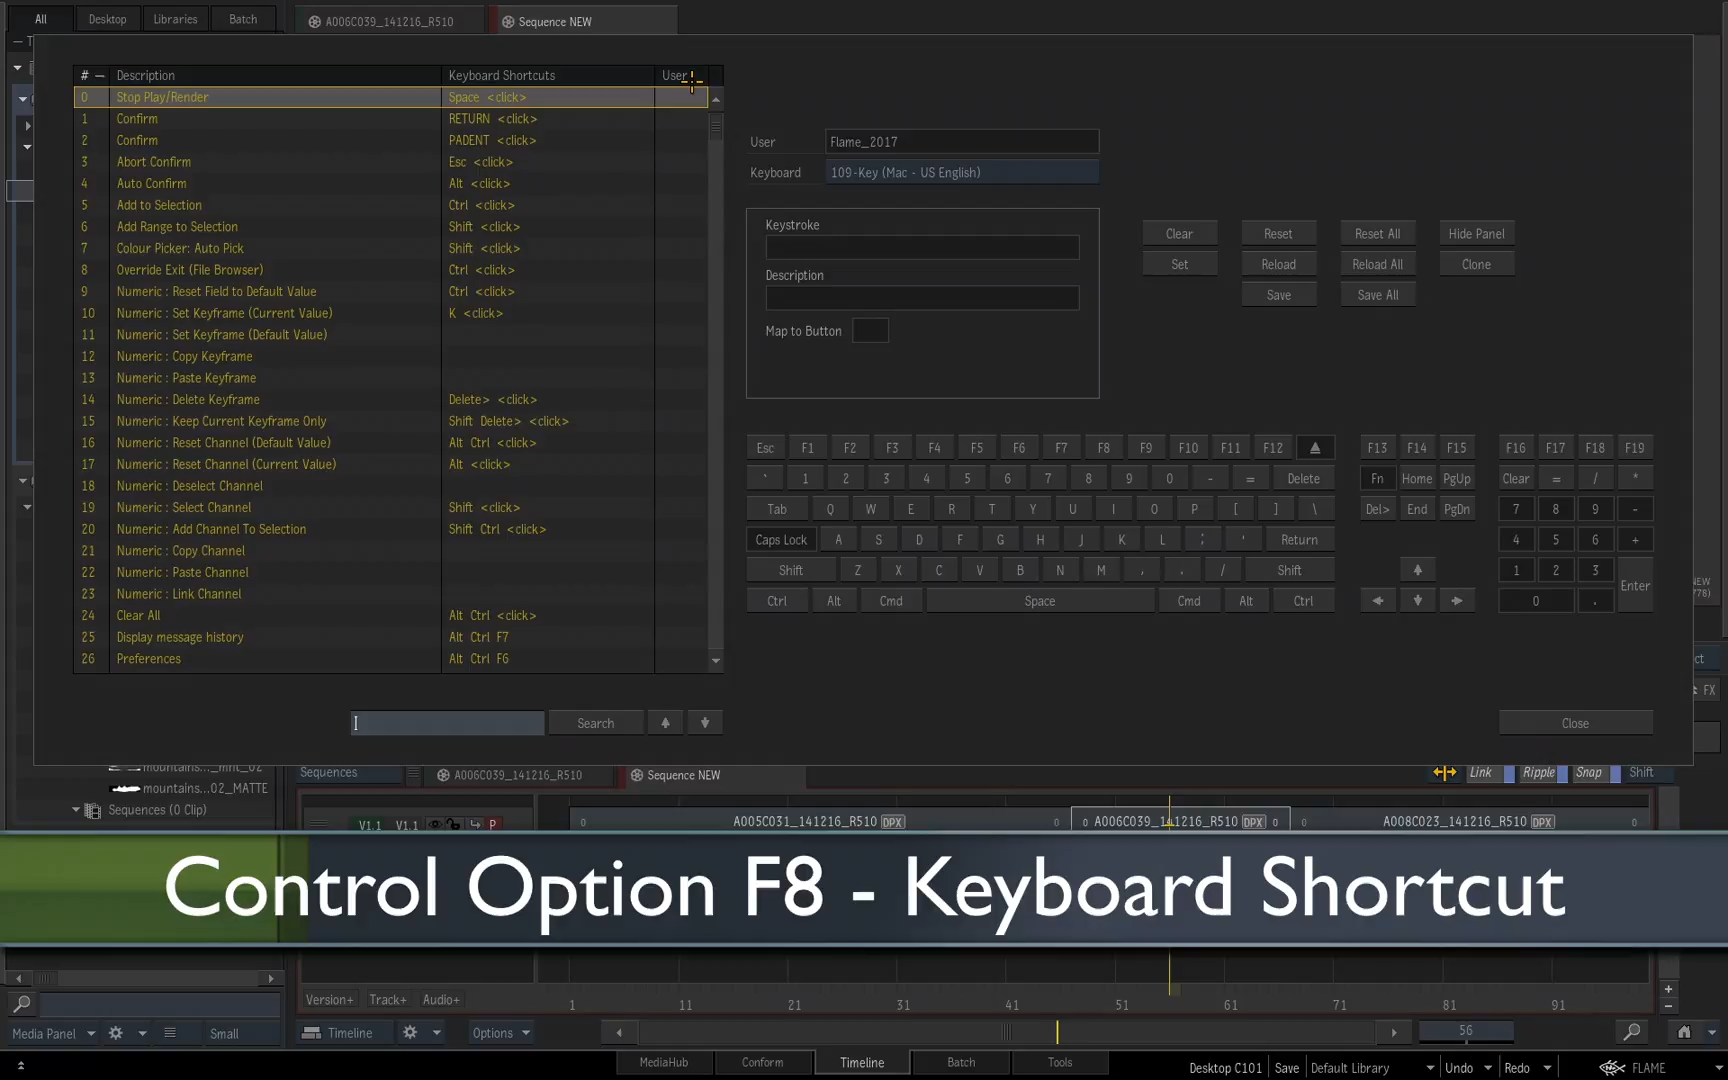 All Desktop Libraries Batch
A006C039_141216_R510 Sequence NEW
# Description Keyboard Shortcuts User
0 Stop Play/Render Space <click>
1 Confirm RETURN <click>
2 Confirm PADENT <click>
3 Abort Confirm Esc <click>
4 Auto Confirm Alt <click>
5 Add to Selection Ctrl <click>
6 Add Range to Selection Shift <click>
7 Colour Picker: Auto Pick Shift <click>
8 Override Exit (File Browser) Ctrl <click>
9 Numeric : Reset Field to Default Value Ctrl <click>
10 Numeric : Set Keyframe (Current Value) K <click>
11 Numeric : Set Keyframe (Default Value)
12 Numeric : Copy Keyframe
13 Numeric : Paste Keyframe
14 Numeric : Delete Keyframe Delete> <click>
15 Numeric : Keep Current Keyframe Only Shift Delete> <click>
16 Numeric : Reset Channel (Default Value) Alt Ctrl <click>
17 Numeric : Reset Channel (Current Value) Alt <click>
18 Numeric : Deselect Channel
19 Numeric : Select Channel Shift <click>
20 Numeric : Add Channel To Selection Shift Ctrl <click>
21 Numeric : Copy Channel
22 Numeric : Paste Channel
23 Numeric : Link Channel
24 Clear All Alt Ctrl <click>
25 Display message history Alt Ctrl F7
26 Preferences Alt Ctrl F6
Search
User Flame_2017
Keyboard 109-Key (Mac - US English)
Keystroke
Description
Map to Button
Clear Reset Reset All Hide Panel
Set Reload Reload All Clone
Save Save All
Esc F1 F2 F3 F4 F5 F6 F7 F8 F9 F10 F11 F12 F13 F14 F15 F16 F17 F18 F19
` 1 2 3 4 5 6 7 8 9 0 - = Delete Fn Home PgUp Clear = / *
Tab Q W E R T Y U I O P [ ] \ Del> End PgDn 7 8 9 -
Caps Lock A S D F G H J K L ; ' Return 4 5 6 +
Shift Z X C V B N M , . / Shift 1 2 3 Enter
Ctrl Alt Cmd Space Cmd Alt Ctrl 0 .
Close
NEW
778)
ct
FX
mountains..._mnt_02
mountains...02_MATTE
Sequences (0 Clip)
Sequences A006C039_141216_R510 Sequence NEW Link Ripple Snap Shift
V1.1 V1.1 P 0 A005C031_141216_R510 DPX 0 0 A006C039_141216_R510 DPX 0 0 A008C023_141216_R510 DPX 0
Control Option F8 - Keyboard Shortcut
Version+ Track+ Audio+ 1 11 21 31 41 51 61 71 81 91
Media Panel Small Timeline Options 56
MediaHub Conform Timeline Batch Tools Desktop C101 Save Default Library Undo Redo FLAME